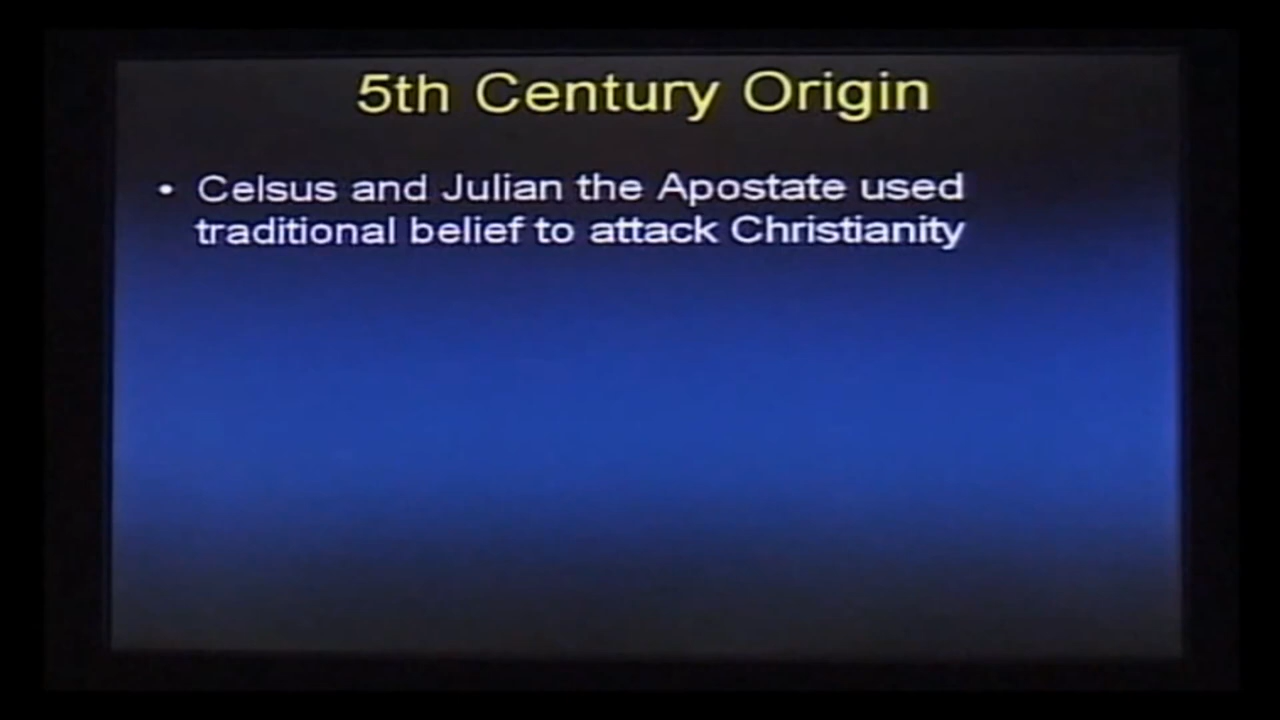 5th Century Origin
• Celsus and Julian the Apostate used
traditional belief to attack Christianity